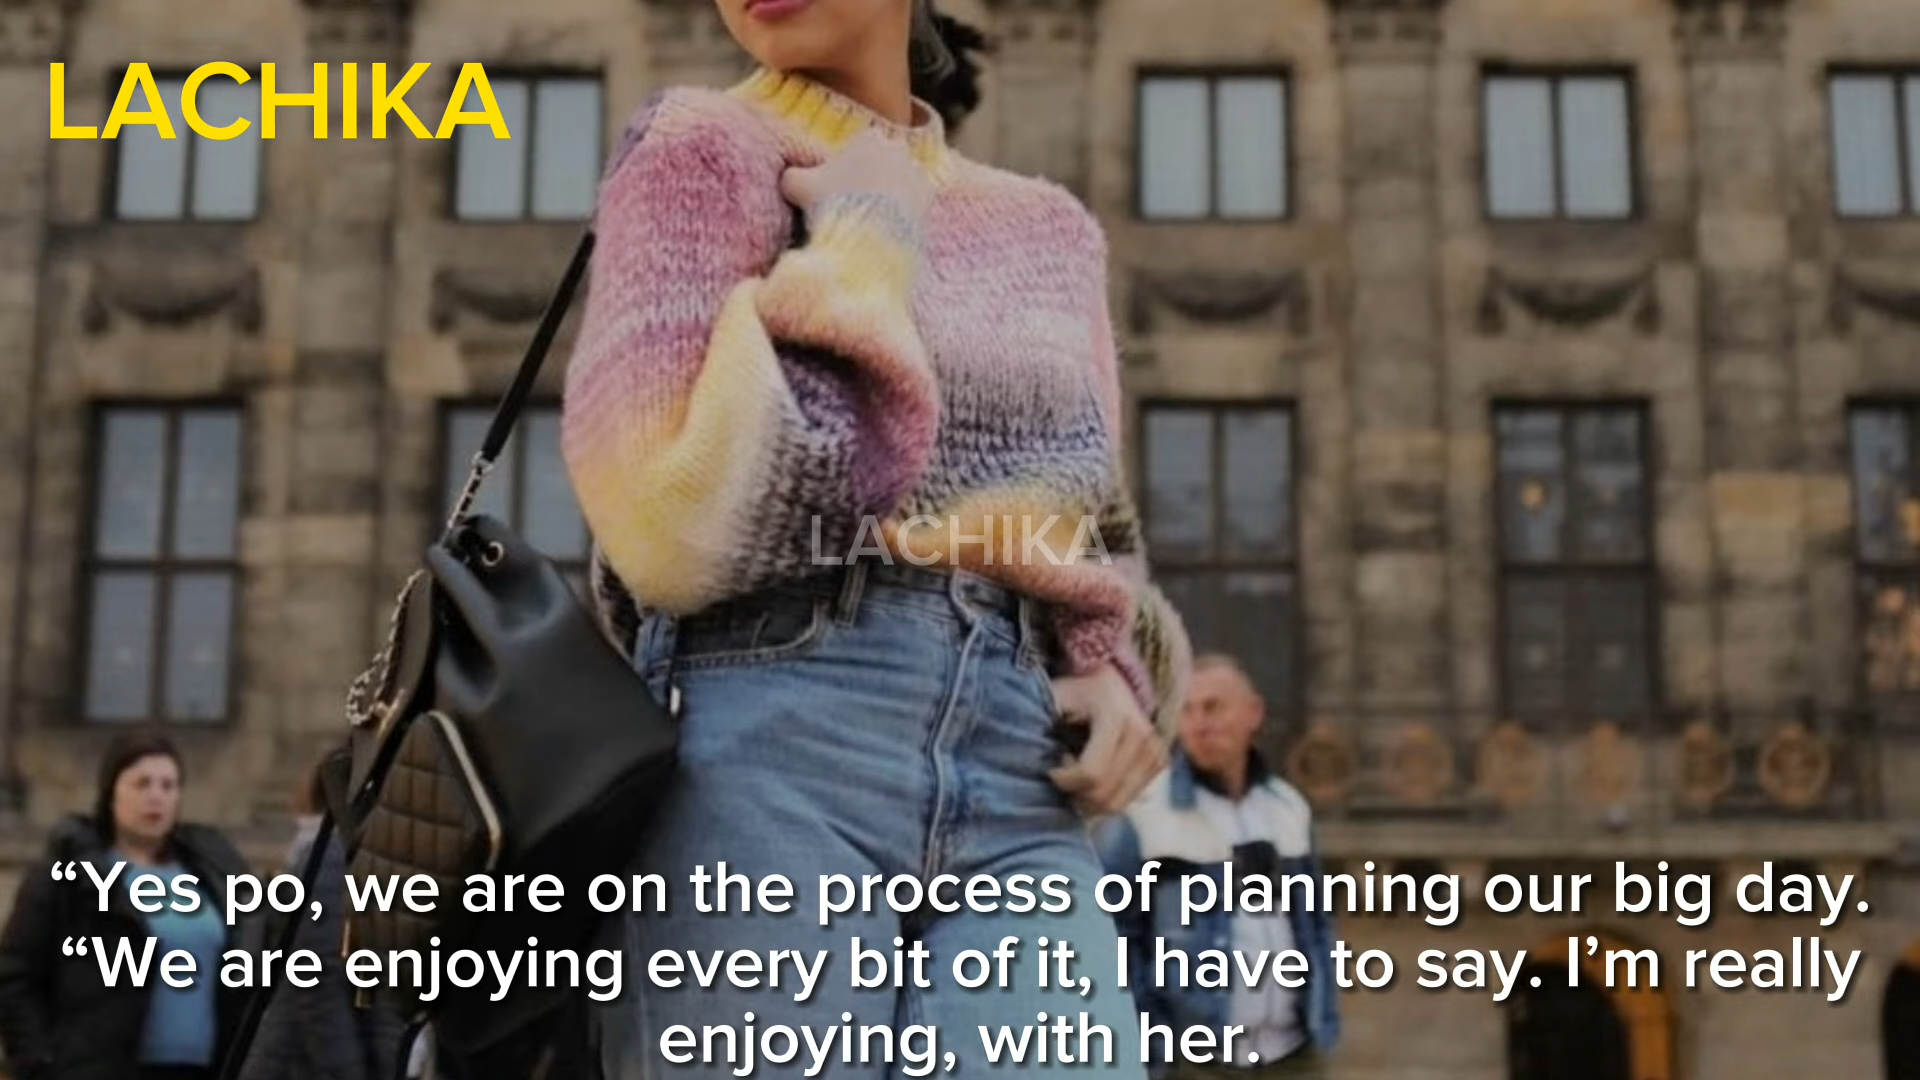 LACHIKA
LACHIKA
“Yes po, we are on the process of planning our big day.
“We are enjoying every bit of it, I have to say. I’m really
enjoying, with her.